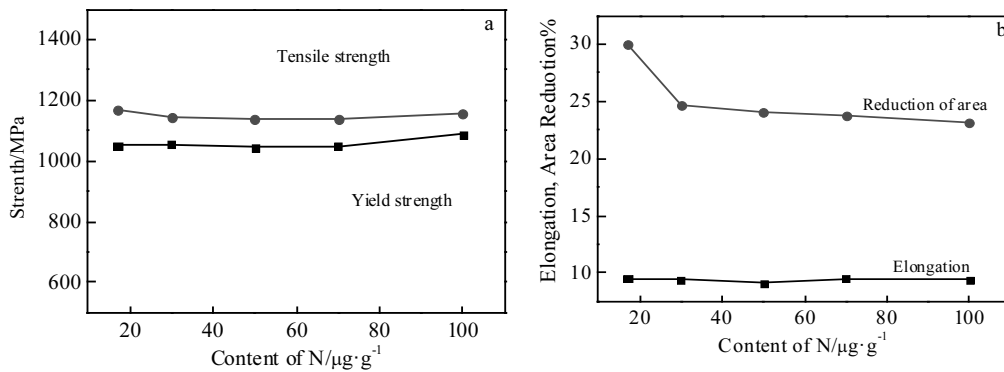 a
1400
1200
1000
800
600
Strenth/MPa
Tensile strength
Yield strength
20 40 60 80 100
Content of N/μg·g⁻¹
b
30
25
20
15
10
Elongation, Area Reduction%
Reduction of area
Elongation
20 40 60 80 100
Content of N/μg·g⁻¹